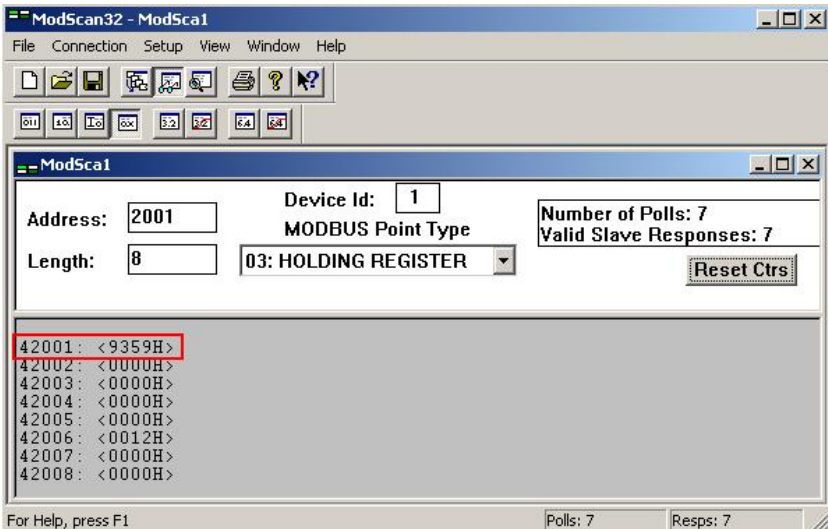 ModScan32 - ModSca1
File Connection Setup View Window Help
ModSca1
Address: 2001
Device Id: 1
MODBUS Point Type
Length: 8
03: HOLDING REGISTER
Number of Polls: 7
Valid Slave Responses: 7
Reset Ctrs
42001: <9359H>
42002: <0000H>
42003: <0000H>
42004: <0000H>
42005: <0000H>
42006: <0012H>
42007: <0000H>
42008: <0000H>
For Help, press F1
Polls: 7
Resps: 7